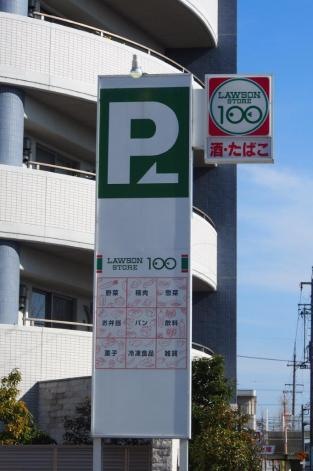 P
LAWSON
STORE
100
酒・たばこ
LAWSON
STORE 100
野菜 精肉 惣菜
お弁当 パン 飲料
菓子 冷凍食品 雑貨